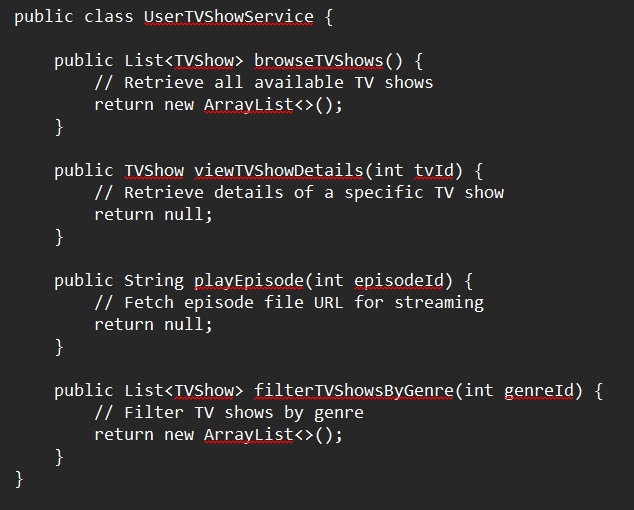 public class UserTVShowService {
public List<TVShow> browseTVShows() {
// Retrieve all available TV shows
return new ArrayList<>();
}
public TVShow viewTVShowDetails(int tvId) {
// Retrieve details of a specific TV show
return null;
}
public String playEpisode(int episodeId) {
// Fetch episode file URL for streaming
return null;
}
public List<TVShow> filterTVShowsByGenre(int genreId) {
// Filter TV shows by genre
return new ArrayList<>();
}
}